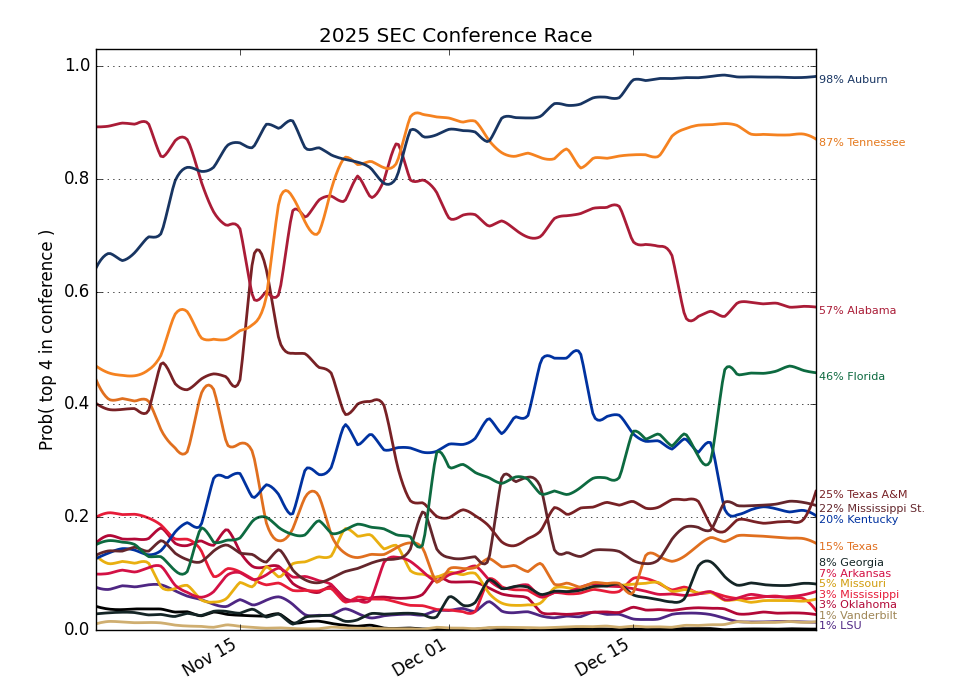 2025 SEC Conference Race
1.0
0.8
0.6
0.4
0.2
0.0
Prob( top 4 in conference )
Nov 15
Dec 01
Dec 15
98% Auburn
87% Tennessee
57% Alabama
46% Florida
25% Texas A&M
22% Mississippi St.
20% Kentucky
15% Texas
8% Georgia
7% Arkansas
5% Missouri
3% Mississippi
3% Oklahoma
1% Vanderbilt
1% LSU